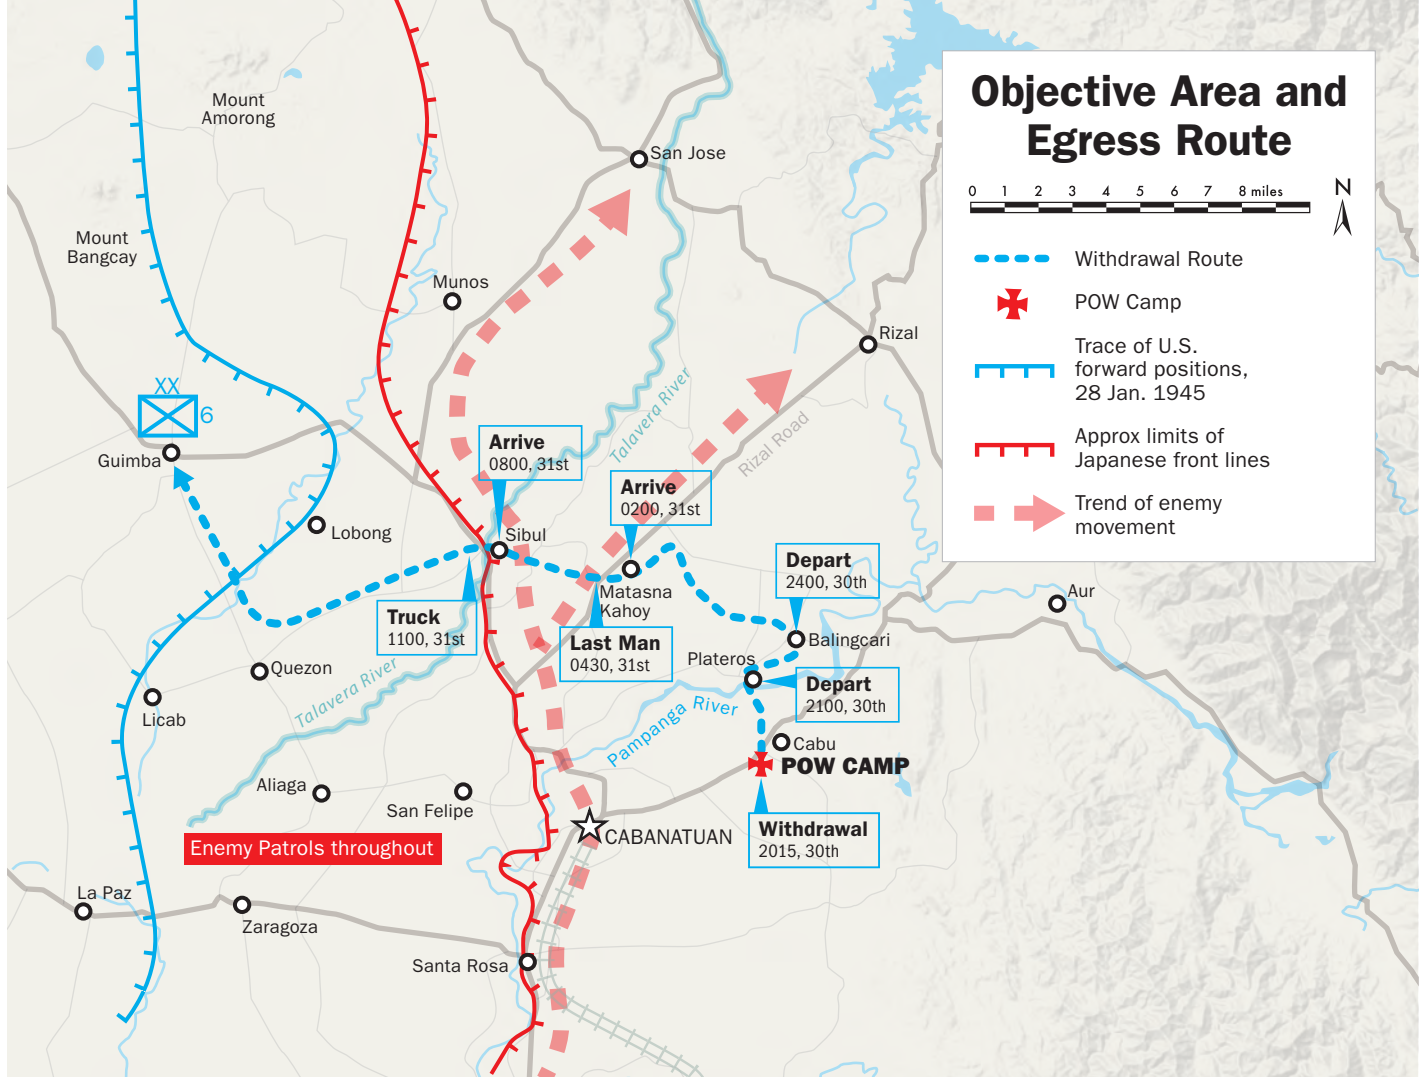 Objective Area and
Egress Route
0 1 2 3 4 5 6 7 8 miles
N
Withdrawal Route
POW Camp
Trace of U.S.
forward positions,
28 Jan. 1945
Approx limits of
Japanese front lines
Trend of enemy
movement
Mount
Amorong
San Jose
Mount
Bangcay
Munos
Rizal
XX
6
Guimba
Talavera River
Rizal Road
Arrive
0800, 31st
Arrive
0200, 31st
Lobong
Sibul
Depart
2400, 30th
Matasna
Kahoy
Aur
Truck
1100, 31st
Last Man
0430, 31st
Balingcari
Plateros
Quezon
Depart
2100, 30th
Talavera River
Licab
Pampanga River
Cabu
POW CAMP
Aliaga
San Felipe
CABANATUAN
Withdrawal
2015, 30th
Enemy Patrols throughout
La Paz
Zaragoza
Santa Rosa